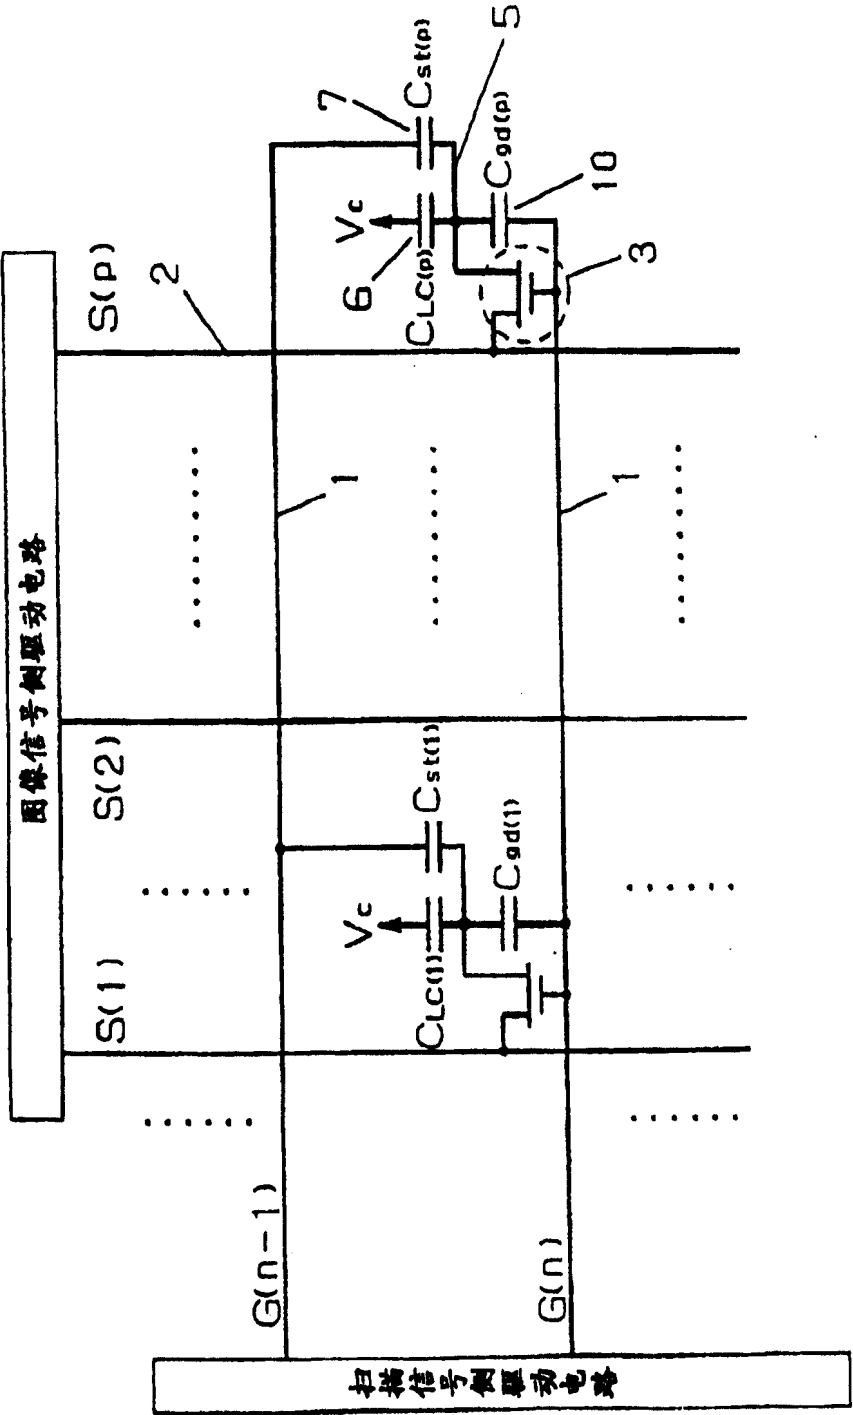 图像信号侧驱动电路
S(1)
S(2)
S(p)
2
G(n-1)
1
7
Vc
Vc
6
CLC(1)
Cst(1)
CLC(p)
Cst(p)
5
Cgd(1)
Cgd(p)
10
3
G(n)
1
扫描信号侧驱动电路